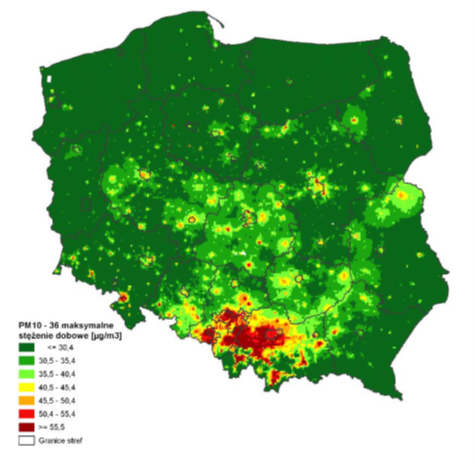 PM10 - 36 maksymalne
stężenie dobowe [µg/m3]
<= 30,4
30,5 - 35,4
35,5 - 40,4
40,5 - 45,4
45,5 - 50,4
50,4 - 55,4
>= 55,5
Granice stref